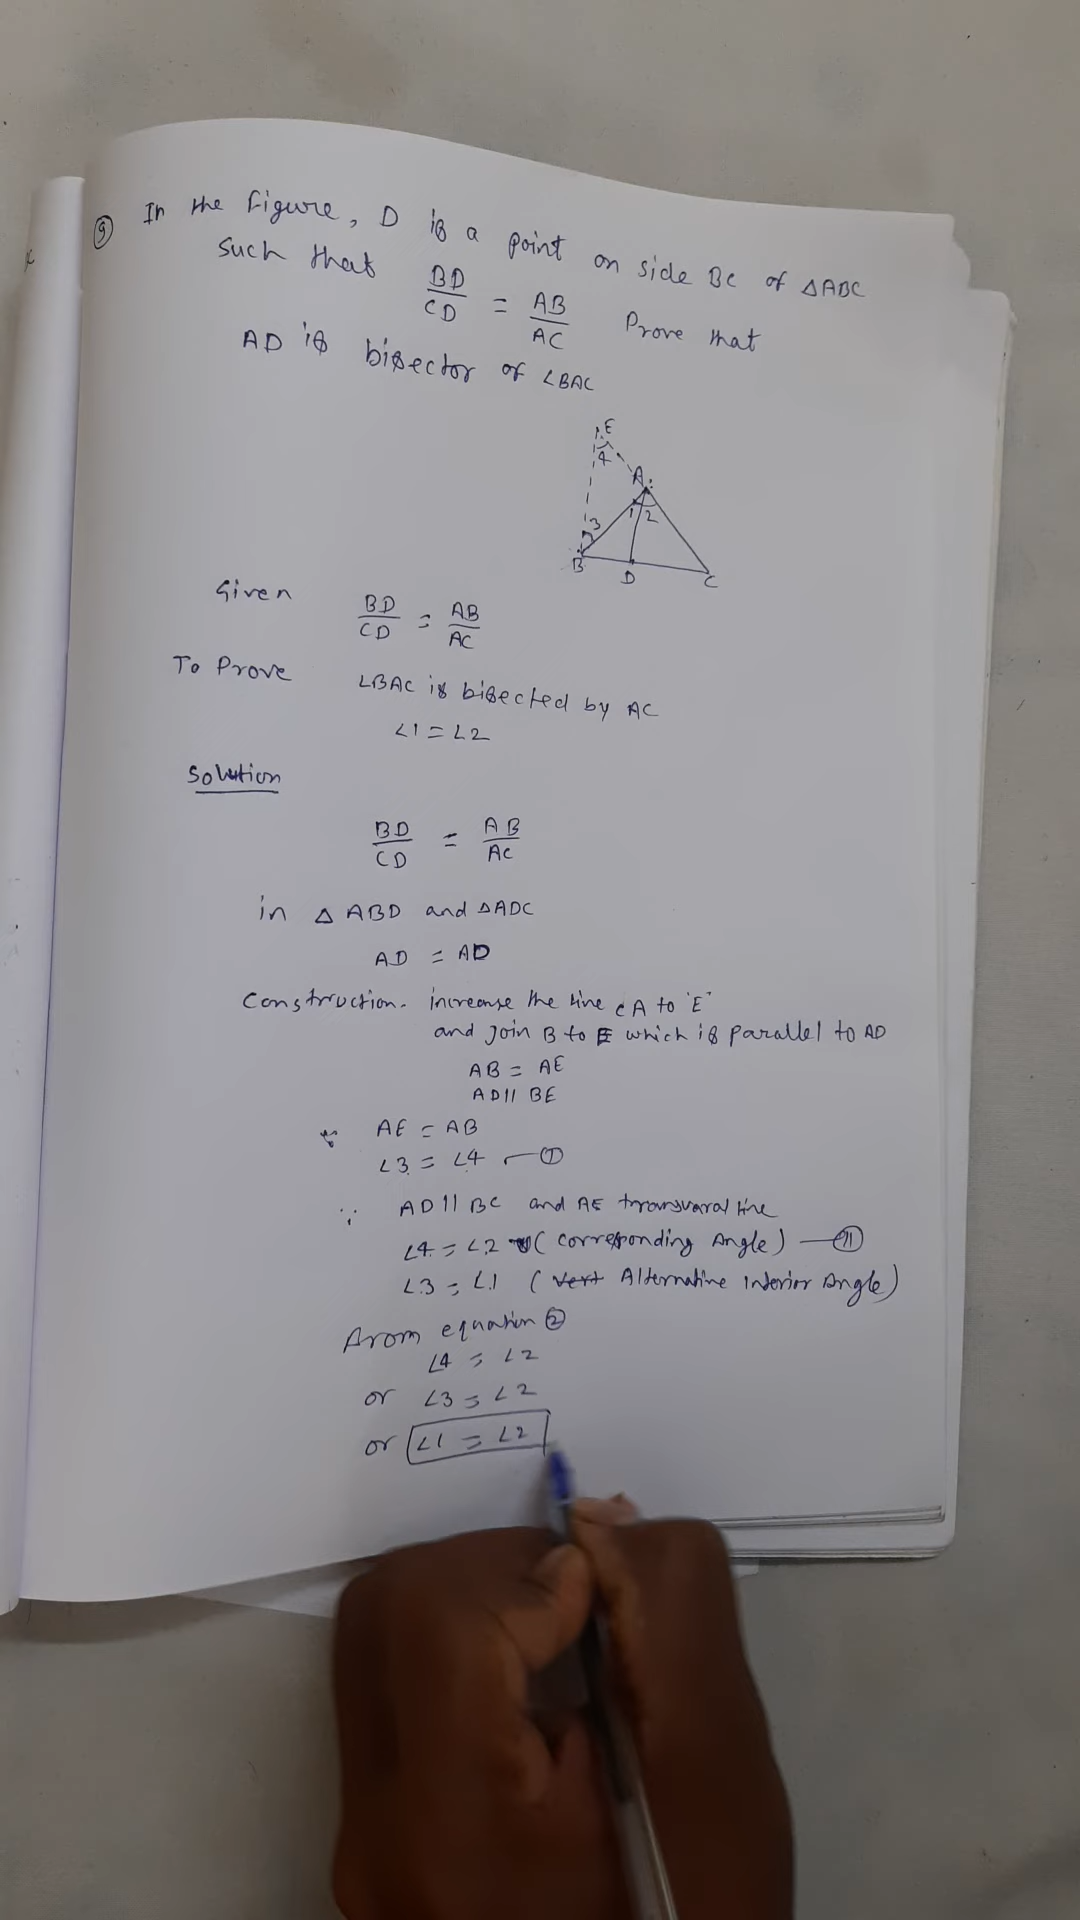 9 In the figure, D is a point on side BC of △ABC
such that BD/CD = AB/AC Prove that
AD is bisector of ∠BAC
E
4
A
1 2
3
B D C
Given BD/CD = AB/AC
To Prove ∠BAC is bisected by AC
∠1 = ∠2
Solution
BD/CD = AB/AC
in △ ABD and △ADC
AD = AD
Construction. increase the line CA to 'E'
and join B to E which is parallel to AD
AB = AE
AD || BE
AE = AB
∠3 = ∠4 — ①
∵ AD || BC and AE line
∠4 = ∠2 (Corresponding Angle) — ⑪
∠3 = ∠1 (Vert Alternative interior Angle)
From equation ②
∠4 = ∠2
or ∠3 = ∠2
or ∠1 = ∠2